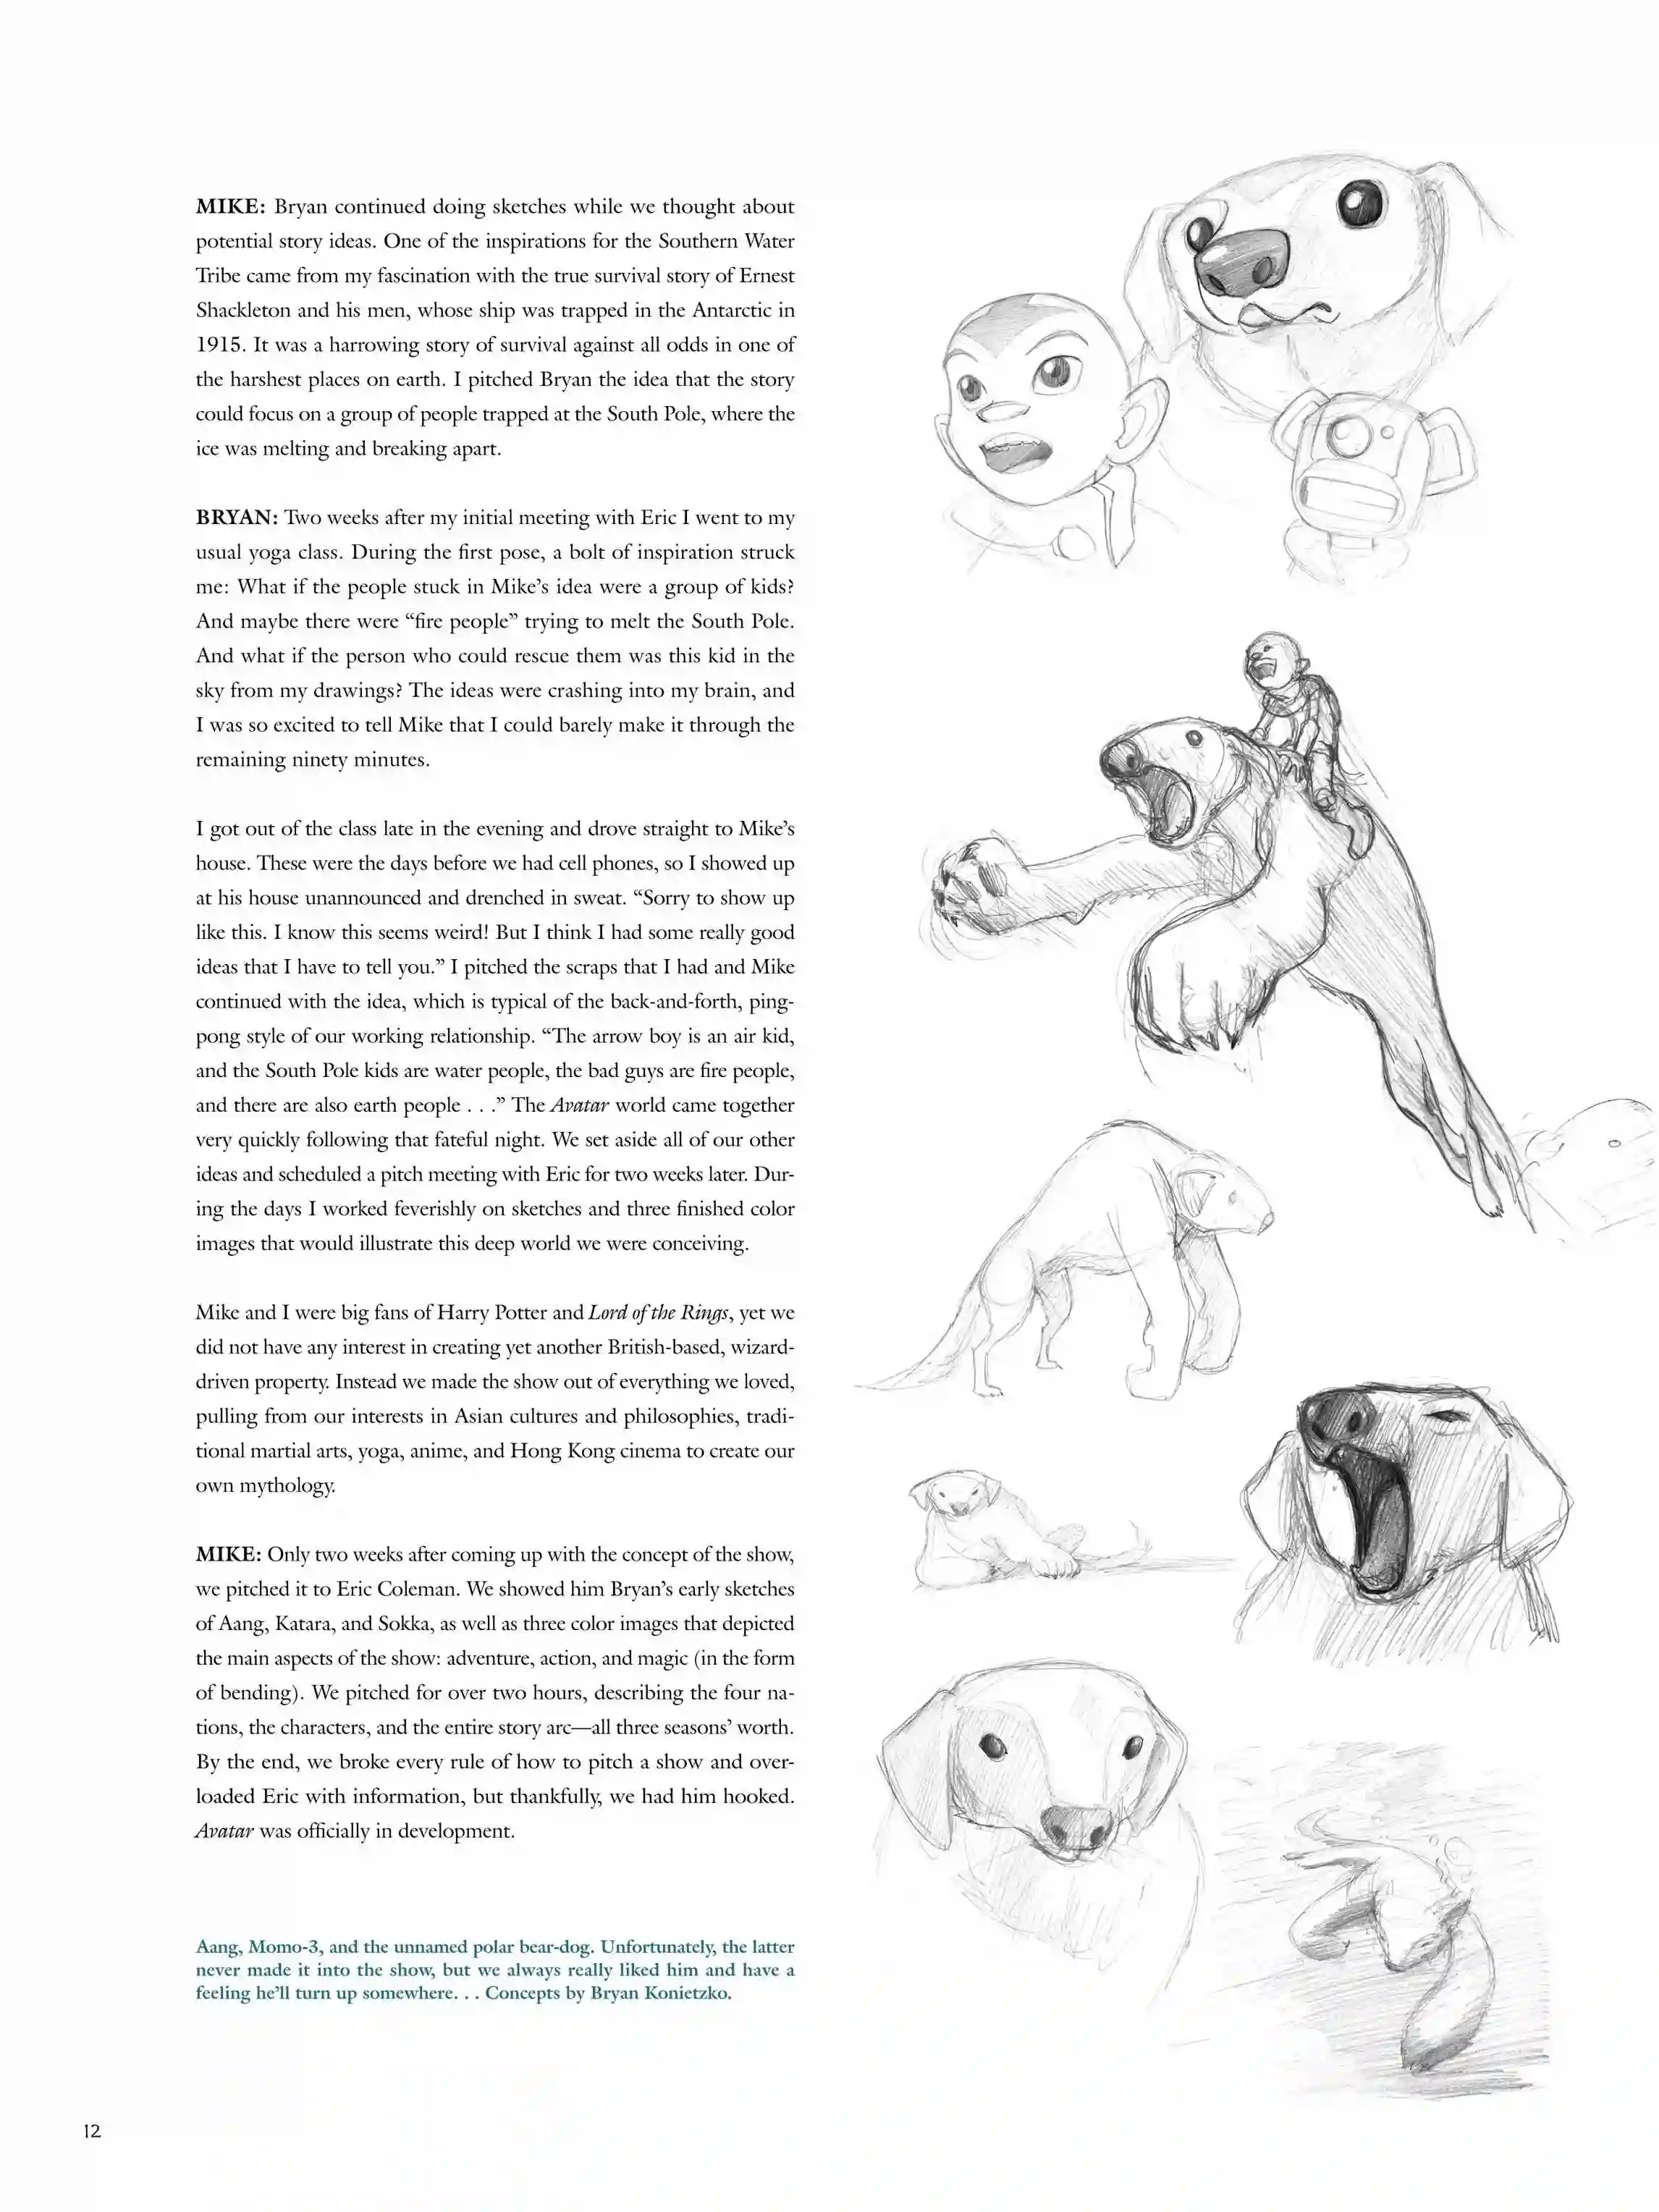 MIKE: Bryan continued doing sketches while we thought about
potential story ideas. One of the inspirations for the Southern Water
Tribe came from my fascination with the true survival story of Ernest
Shackleton and his men, whose ship was trapped in the Antarctic in
1915. It was a harrowing story of survival against all odds in one of
the harshest places on earth. I pitched Bryan the idea that the story
could focus on a group of people trapped at the South Pole, where the
ice was melting and breaking apart.
BRYAN: Two weeks after my initial meeting with Eric I went to my
usual yoga class. During the first pose, a bolt of inspiration struck
me: What if the people stuck in Mike’s idea were a group of kids?
And maybe there were “fire people” trying to melt the South Pole.
And what if the person who could rescue them was this kid in the
sky from my drawings? The ideas were crashing into my brain, and
I was so excited to tell Mike that I could barely make it through the
remaining ninety minutes.
I got out of the class late in the evening and drove straight to Mike’s
house. These were the days before we had cell phones, so I showed up
at his house unannounced and drenched in sweat. “Sorry to show up
like this. I know this seems weird! But I think I had some really good
ideas that I have to tell you.” I pitched the scraps that I had and Mike
continued with the idea, which is typical of the back-and-forth, ping-
pong style of our working relationship. “The arrow boy is an air kid,
and the South Pole kids are water people, the bad guys are fire people,
and there are also earth people . . .” The Avatar world came together
very quickly following that fateful night. We set aside all of our other
ideas and scheduled a pitch meeting with Eric for two weeks later. Dur-
ing the days I worked feverishly on sketches and three finished color
images that would illustrate this deep world we were conceiving.
Mike and I were big fans of Harry Potter and Lord of the Rings, yet we
did not have any interest in creating yet another British-based, wizard-
driven property. Instead we made the show out of everything we loved,
pulling from our interests in Asian cultures and philosophies, tradi-
tional martial arts, yoga, anime, and Hong Kong cinema to create our
own mythology.
MIKE: Only two weeks after coming up with the concept of the show,
we pitched it to Eric Coleman. We showed him Bryan’s early sketches
of Aang, Katara, and Sokka, as well as three color images that depicted
the main aspects of the show: adventure, action, and magic (in the form
of bending). We pitched for over two hours, describing the four na-
tions, the characters, and the entire story arc—all three seasons’ worth.
By the end, we broke every rule of how to pitch a show and over-
loaded Eric with information, but thankfully, we had him hooked.
Avatar was officially in development.
Aang, Momo-3, and the unnamed polar bear-dog. Unfortunately, the latter
never made it into the show, but we always really liked him and have a
feeling he’ll turn up somewhere. . . Concepts by Bryan Konietzko.
12